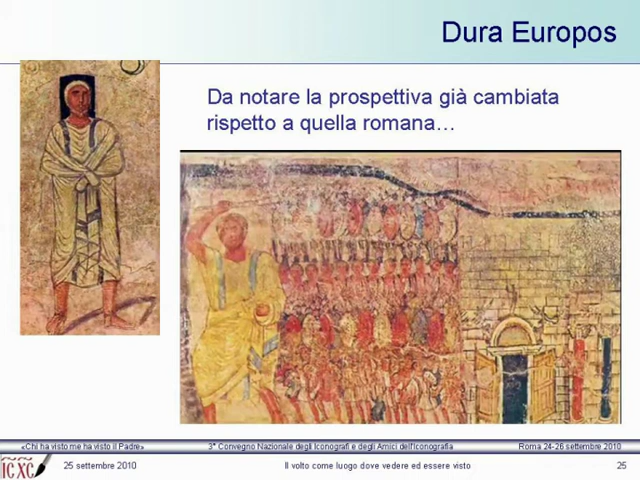 Dura Europos
Da notare la prospettiva già cambiata
rispetto a quella romana…
«Chi ha visto me ha visto il Padre» 3° Convegno Nazionale degli Iconografi e degli Amici dell'Iconografia Roma 24-26 settembre 2010
IC XC 25 settembre 2010 Il volto come luogo dove vedere ed essere visto 25